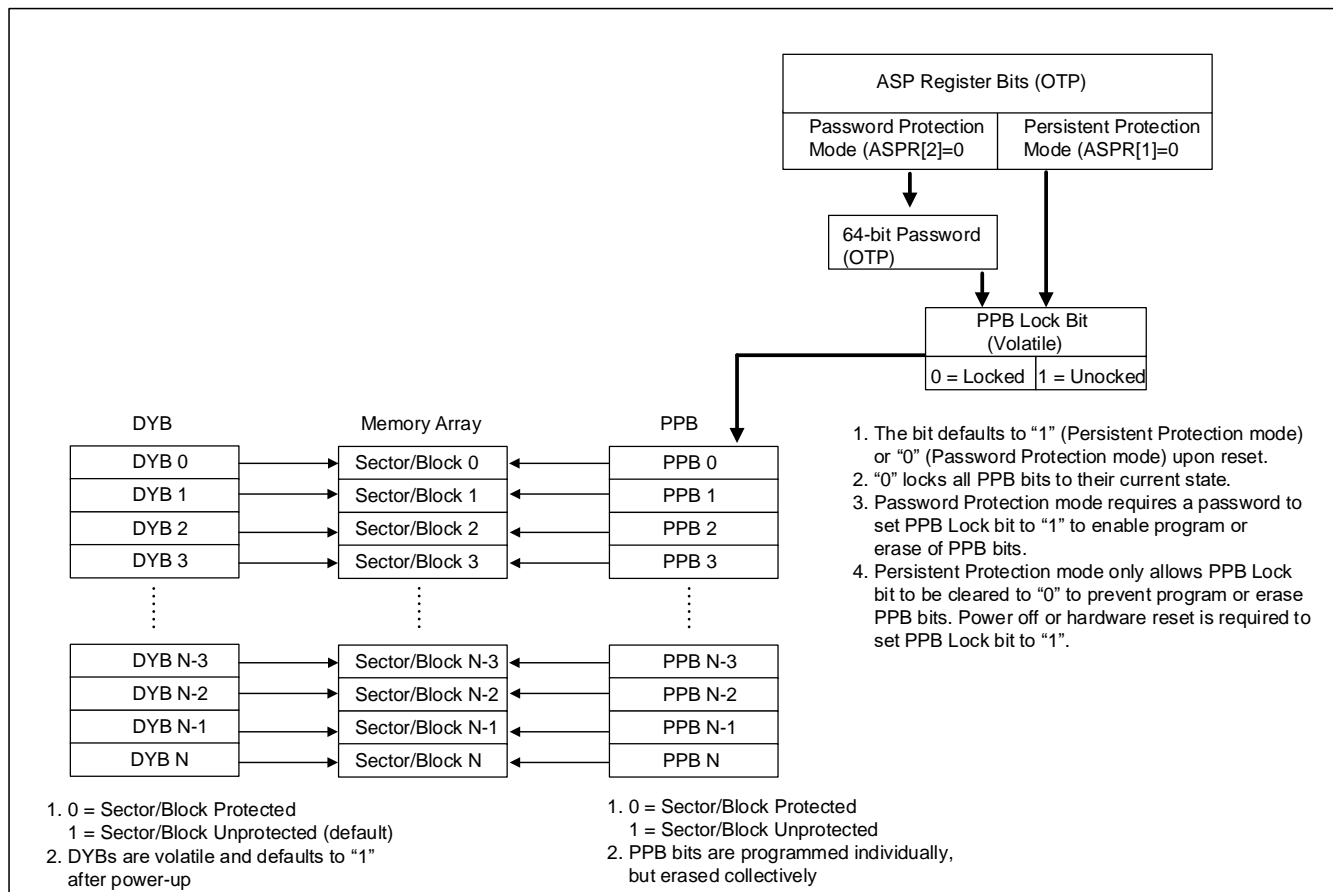 ASP Register Bits (OTP)
Password Protection
Mode (ASPR[2]=0
Persistent Protection
Mode (ASPR[1]=0
64-bit Password
(OTP)
PPB Lock Bit
(Volatile)
0 = Locked
1 = Unocked
1. The bit defaults to “1” (Persistent Protection mode)
or “0” (Password Protection mode) upon reset.
2. “0” locks all PPB bits to their current state.
3. Password Protection mode requires a password to
set PPB Lock bit to “1” to enable program or
erase of PPB bits.
4. Persistent Protection mode only allows PPB Lock
bit to be cleared to “0” to prevent program or erase
PPB bits. Power off or hardware reset is required to
set PPB Lock bit to “1”.
DYB
Memory Array
PPB
DYB 0
Sector/Block 0
PPB 0
DYB 1
Sector/Block 1
PPB 1
DYB 2
Sector/Block 2
PPB 2
DYB 3
Sector/Block 3
PPB 3
DYB N-3
Sector/Block N-3
PPB N-3
DYB N-2
Sector/Block N-2
PPB N-2
DYB N-1
Sector/Block N-1
PPB N-1
DYB N
Sector/Block N
PPB N
1. 0 = Sector/Block Protected
1 = Sector/Block Unprotected (default)
2. DYBs are volatile and defaults to “1”
after power-up
1. 0 = Sector/Block Protected
1 = Sector/Block Unprotected
2. PPB bits are programmed individually,
but erased collectively